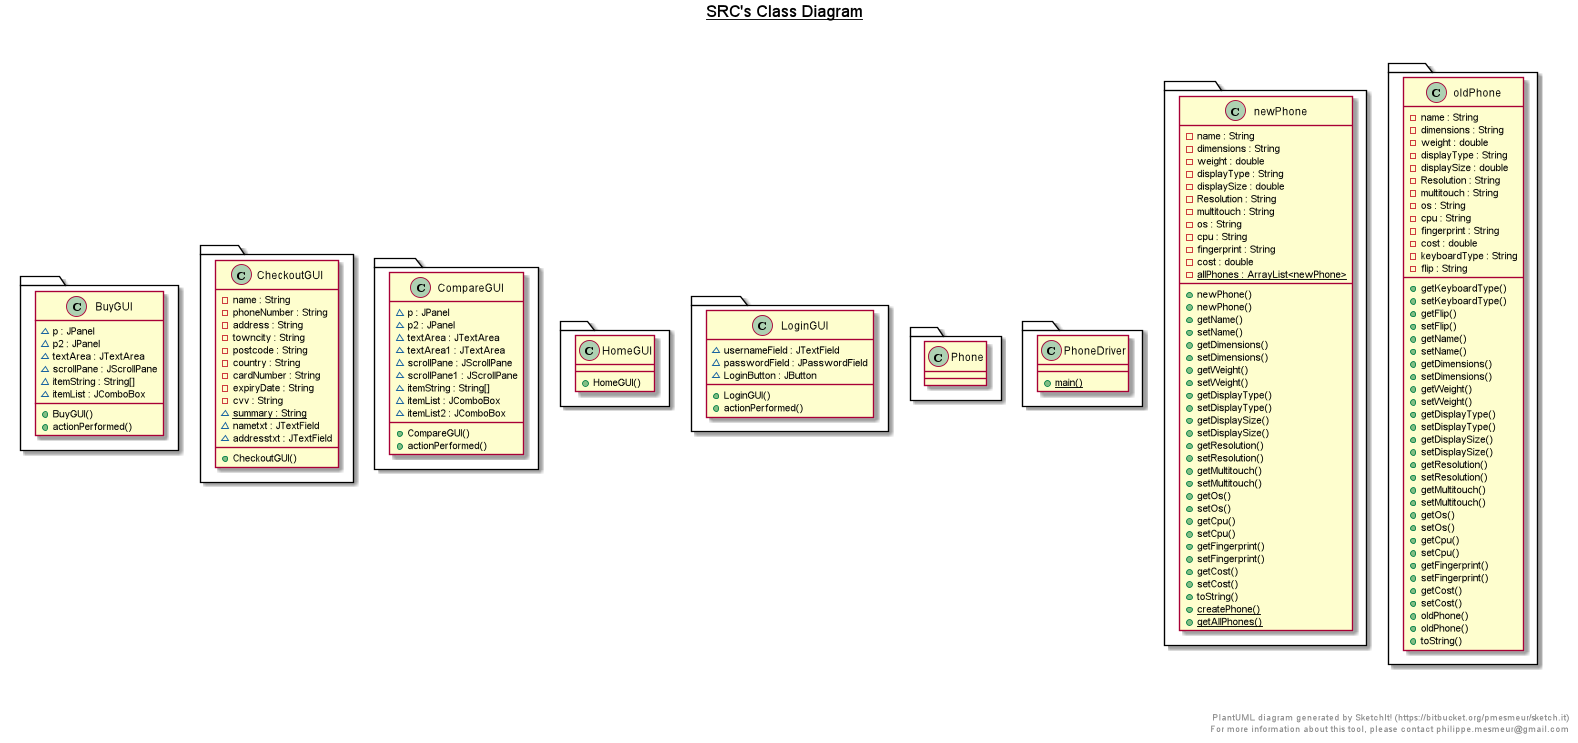 SRC's Class Diagram
C BuyGUI
p : JPanel
p2 : JPanel
textArea : JTextArea
scrollPane : JScrollPane
itemString : String[]
itemList : JComboBox
BuyGUI()
actionPerformed()
C CheckoutGUI
name : String
phoneNumber : String
address : String
towncity : String
postcode : String
country : String
cardNumber : String
expiryDate : String
cvv : String
summary : String
nametxt : JTextField
addresstxt : JTextField
CheckoutGUI()
C CompareGUI
p : JPanel
p2 : JPanel
textArea : JTextArea
textArea1 : JTextArea
scrollPane : JScrollPane
scrollPane1 : JScrollPane
itemString : String[]
itemList : JComboBox
itemList2 : JComboBox
CompareGUI()
actionPerformed()
C HomeGUI
HomeGUI()
C LoginGUI
usernameField : JTextField
passwordField : JPasswordField
LoginButton : JButton
LoginGUI()
actionPerformed()
C Phone
C PhoneDriver
main()
C newPhone
name : String
dimensions : String
weight : double
displayType : String
displaySize : double
Resolution : String
multitouch : String
os : String
cpu : String
fingerprint : String
cost : double
allPhones : ArrayList<newPhone>
newPhone()
newPhone()
getName()
setName()
getDimensions()
setDimensions()
getWeight()
setWeight()
getDisplayType()
setDisplayType()
getDisplaySize()
setDisplaySize()
getResolution()
setResolution()
getMultitouch()
setMultitouch()
getOs()
setOs()
getCpu()
setCpu()
getFingerprint()
setFingerprint()
getCost()
setCost()
toString()
createPhone()
getAllPhones()
C oldPhone
name : String
dimensions : String
weight : double
displayType : String
displaySize : double
Resolution : String
multitouch : String
os : String
cpu : String
fingerprint : String
cost : double
keyboardType : String
flip : String
getKeyboardType()
setKeyboardType()
getFlip()
setFlip()
getName()
setName()
getDimensions()
setDimensions()
getWeight()
setWeight()
getDisplayType()
setDisplayType()
getDisplaySize()
setDisplaySize()
getResolution()
setResolution()
getMultitouch()
setMultitouch()
getOs()
setOs()
getCpu()
setCpu()
getFingerprint()
setFingerprint()
getCost()
setCost()
oldPhone()
oldPhone()
toString()
PlantUML diagram generated by SketchIt! (https://bitbucket.org/pmesmeur/sketch.it)
For more information about this tool, please contact philippe.mesmeur@gmail.com